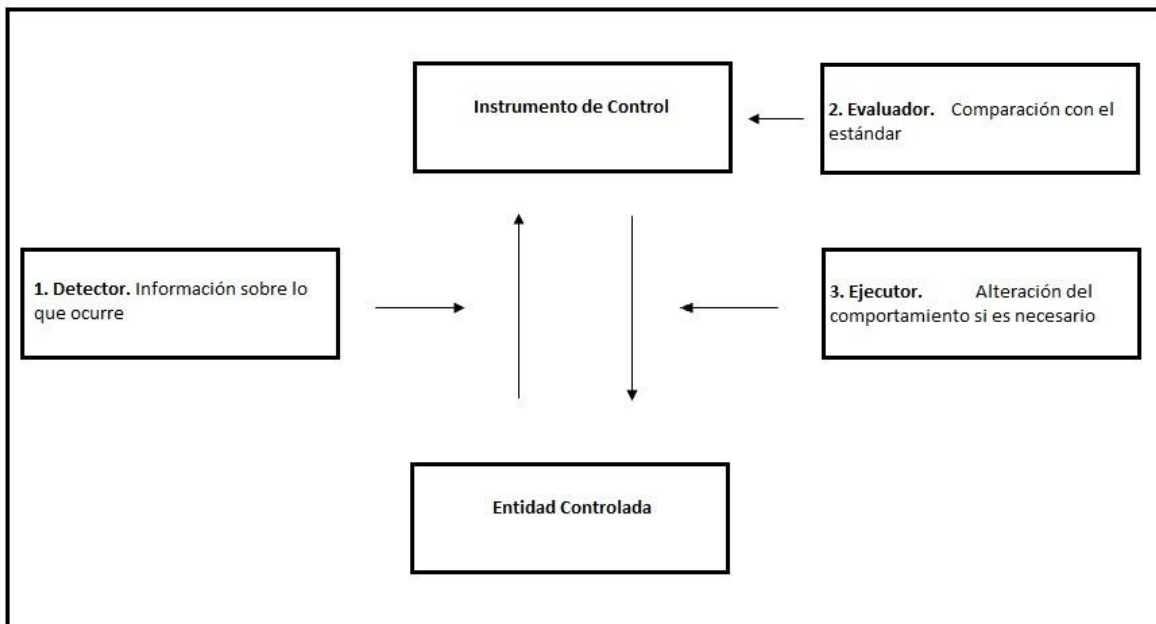 Instrumento de Control
2. Evaluador. Comparación con el
estándar
1. Detector. Información sobre lo
que ocurre
3. Ejecutor. Alteración del
comportamiento si es necesario
Entidad Controlada